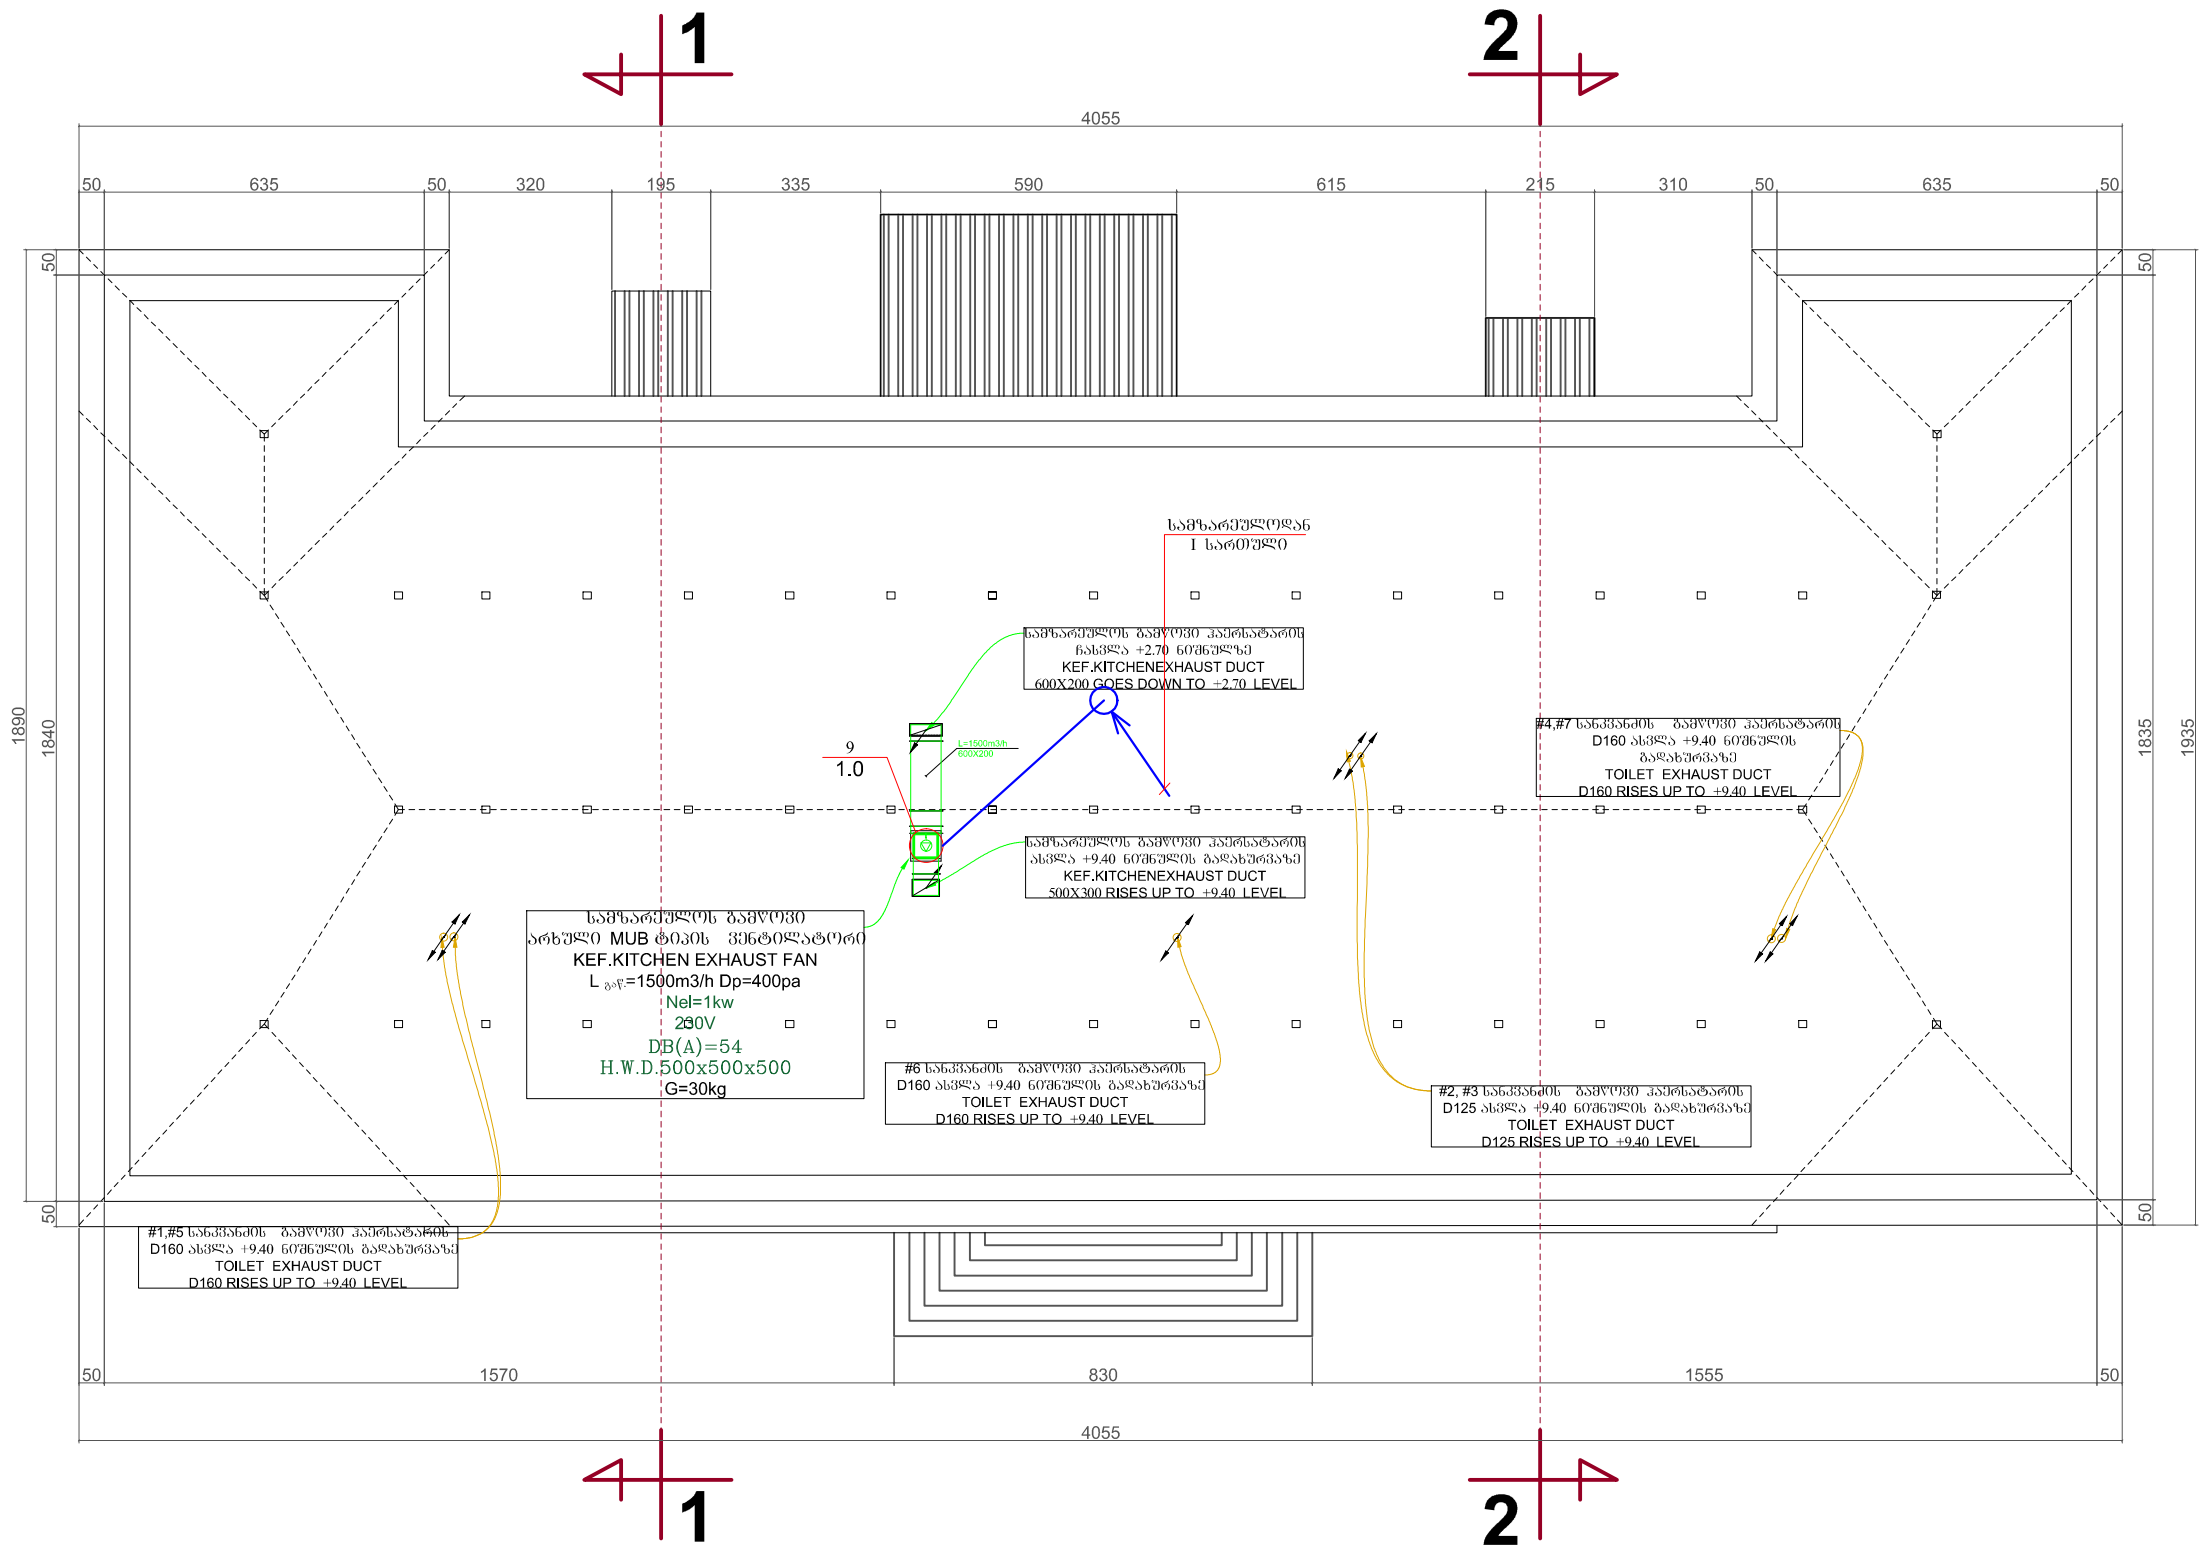 1
2
4055
50
635
50
320
195
335
590
615
215
310
50
635
50
50
50
1890
1840
1835
1935
50
50
სამზარეულოდან
I სართული
სამზარეულოს გამწოვი ჰაერსატარის
ჩასვლა +2.70 ნიშნულზე
KEF.KITCHENEXHAUST DUCT
600X200 GOES DOWN TO +2.70 LEVEL
L=1500m3/h
600X200
9
1.0
#4,#7 სანკვანძის გამწოვი ჰაერსატარის
D160 ასვლა +9.40 ნიშნულის
გადახურვაზე
TOILET EXHAUST DUCT
D160 RISES UP TO +9.40 LEVEL
სამზარეულოს გამწოვი ჰაერსატარის
ასვლა +9.40 ნიშნულის გადახურვაზე
KEF.KITCHENEXHAUST DUCT
500X300 RISES UP TO +9.40 LEVEL
სამზარეულოს გამწოვი
არხული MUB ტიპის ვენტილატორი
KEF.KITCHEN EXHAUST FAN
L გაწ.=1500m3/h Dp=400pa
Nel=1kw
230V
DB(A)=54
H.W.D.500x500x500
G=30kg
#6 სანკვანძის გამწოვი ჰაერსატარის
D160 ასვლა +9.40 ნიშნულის გადახურვაზე
TOILET EXHAUST DUCT
D160 RISES UP TO +9.40 LEVEL
#2, #3 სანკვანძის გამწოვი ჰაერსატარის
D125 ასვლა +9.40 ნიშნულის გადახურვაზე
TOILET EXHAUST DUCT
D125 RISES UP TO +9.40 LEVEL
#1,#5 სანკვანძის გამწოვი ჰაერსატარის
D160 ასვლა +9.40 ნიშნულის გადახურვაზე
TOILET EXHAUST DUCT
D160 RISES UP TO +9.40 LEVEL
50
1570
830
1555
50
4055
1
2